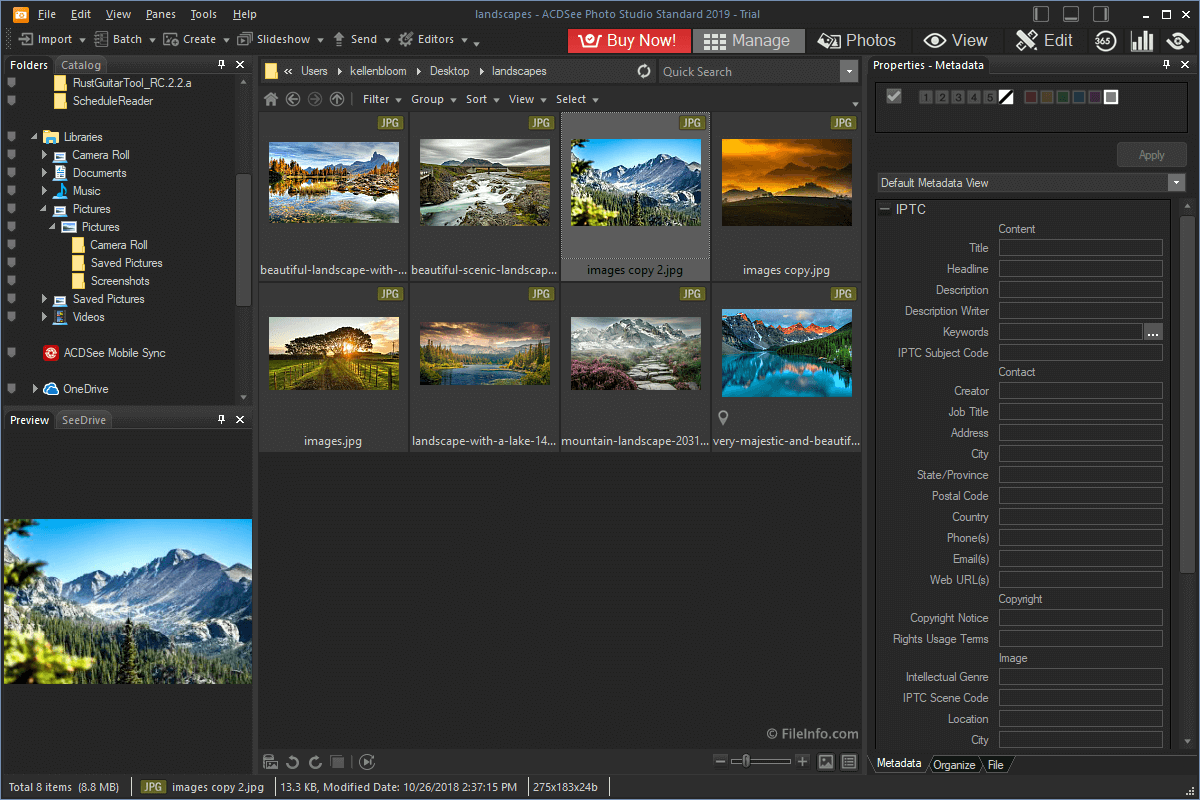 landscapes - ACDSee Photo Studio Standard 2019 - Trial
File Edit View Panes Tools Help
Import Batch Create Slideshow Send Editors
Buy Now! Manage Photos View Edit 365
Folders Catalog
RustGuitarTool_RC.2.2.a
ScheduleReader
Libraries
Camera Roll
Documents
Music
Pictures
Pictures
Camera Roll
Saved Pictures
Screenshots
Saved Pictures
Videos
ACDSee Mobile Sync
OneDrive
Preview SeeDrive
« Users Kellenbloom Desktop landscapes
Quick Search
Filter Group Sort View Select
JPG JPG JPG JPG
beautiful-landscape-with-... beautiful-scenic-landscap... images copy 2.jpg images copy.jpg
JPG JPG JPG JPG
images.jpg landscape-with-a-lake-14... mountain-landscape-2031... very-majestic-and-beautif...
© FileInfo.com
Properties - Metadata
1 2 3 4 5
Apply
Default Metadata View
IPTC
Content
Title
Headline
Description
Description Writer
Keywords ...
IPTC Subject Code
Contact
Creator
Job Title
Address
City
State/Province
Postal Code
Country
Phone(s)
Email(s)
Web URL(s)
Copyright
Copyright Notice
Rights Usage Terms
Image
Intellectual Genre
IPTC Scene Code
Location
City
Metadata Organize File
Total 8 items (8.8 MB) JPG images copy 2.jpg 13.3 KB, Modified Date: 10/26/2018 2:37:15 PM 275x183x24b